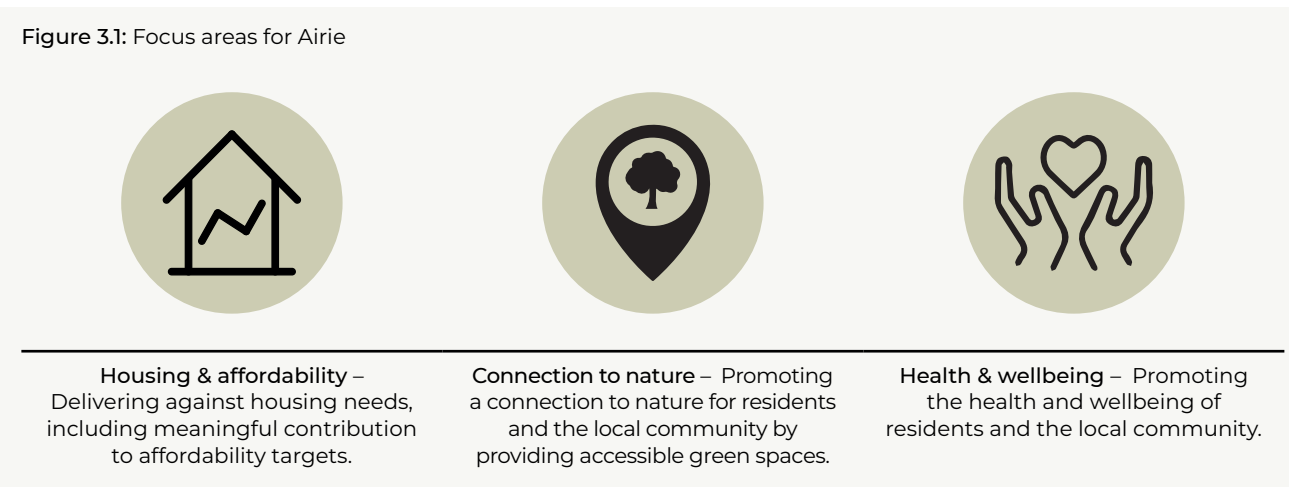 Figure 3.1: Focus areas for Airie
Housing & affordability –
Delivering against housing needs,
including meaningful contribution
to affordability targets.
Connection to nature – Promoting
a connection to nature for residents
and the local community by
providing accessible green spaces.
Health & wellbeing – Promoting
the health and wellbeing of
residents and the local community.